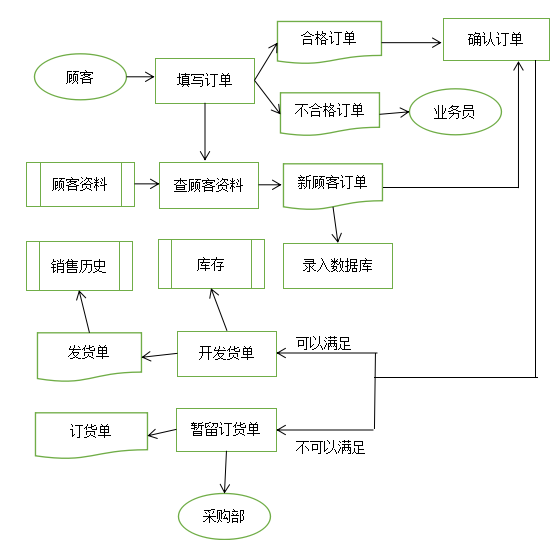 合格订单
确认订单
顾客
填写订单
不合格订单
业务员
顾客资料
查顾客资料
新顾客订单
销售历史
库存
录入数据库
可以满足
发货单
开发货单
订货单
暂留订货单
不可以满足
采购部